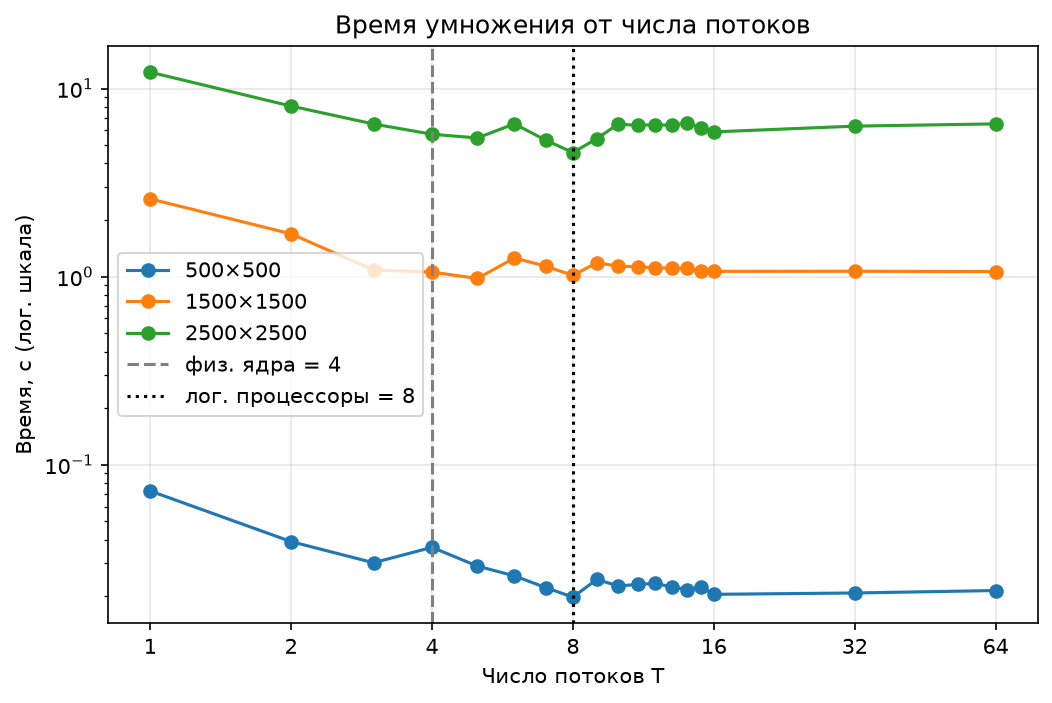 Время умножения от числа потоков
Время, с (лог. шкала)
10¹
10⁰
10⁻¹
500×500
1500×1500
2500×2500
физ. ядра = 4
лог. процессоры = 8
1 2 4 8 16 32 64
Число потоков T